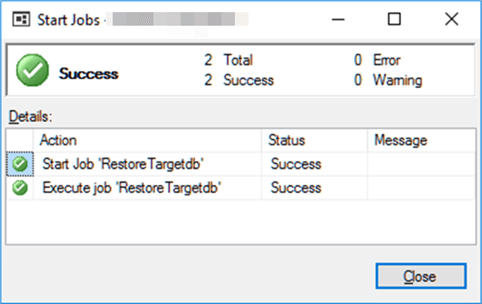 Start Jobs -
Success
2 Total 0 Error
2 Success 0 Warning
Details:
Action Status Message
Start Job 'RestoreTargetdb' Success
Execute job 'RestoreTargetdb' Success
Close